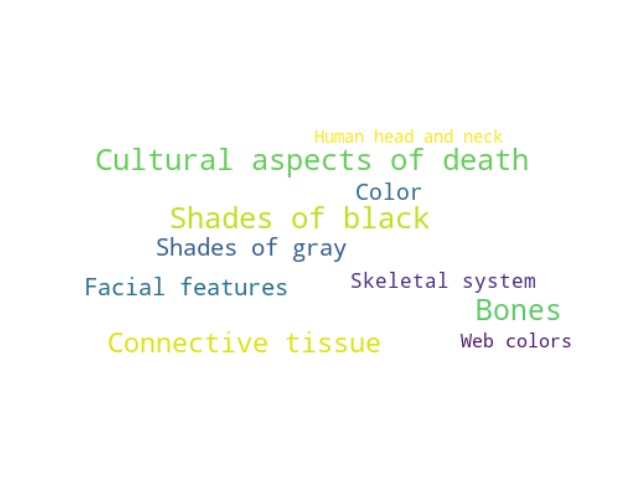 Human head and neck
Cultural aspects of death
Color
Shades of black
Shades of gray
Skeletal system
Facial features
Bones
Web colors
Connective tissue